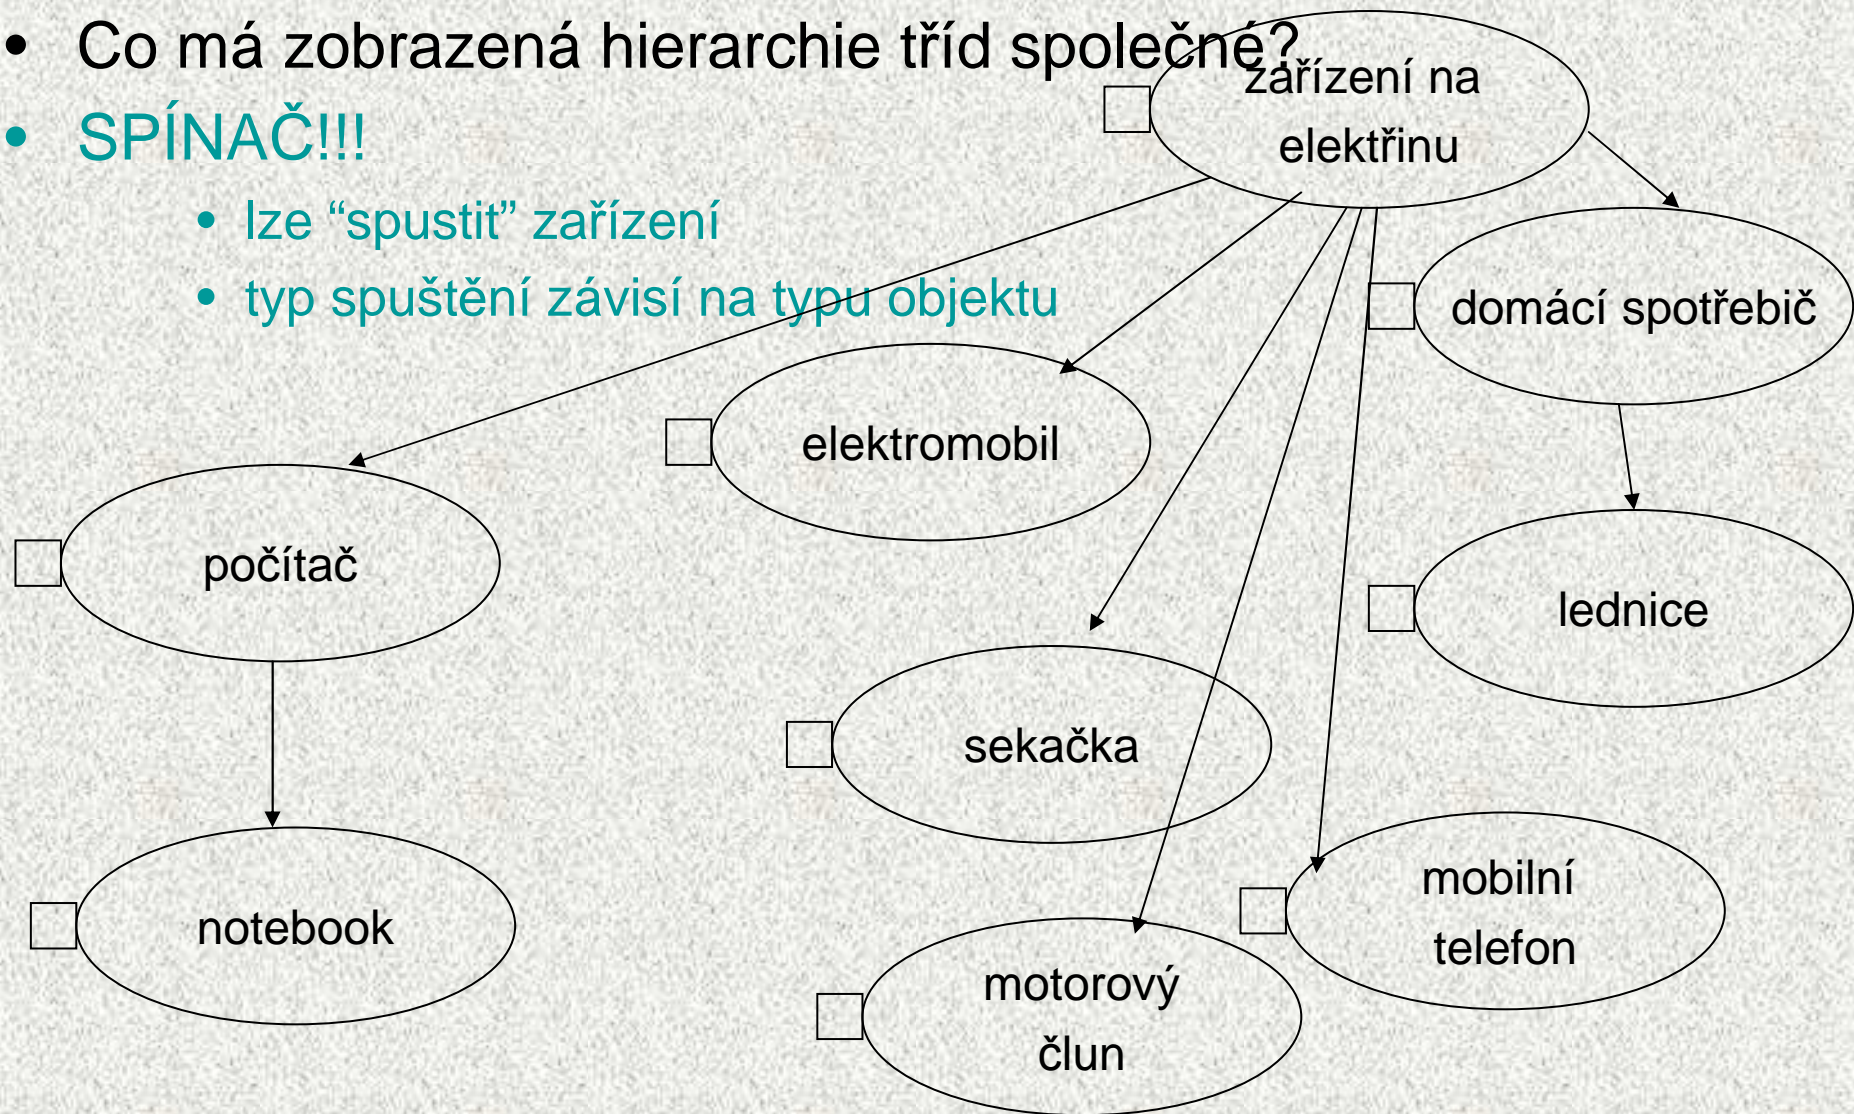 • Co má zobrazená hierarchie tříd společné?
• SPÍNAČ!!!
• lze “spustit” zařízení
• typ spuštění závisí na typu objektu
zařízení na
elektřinu
domácí spotřebič
elektromobil
počítač
lednice
sekačka
notebook
mobilní
telefon
motorový
člun